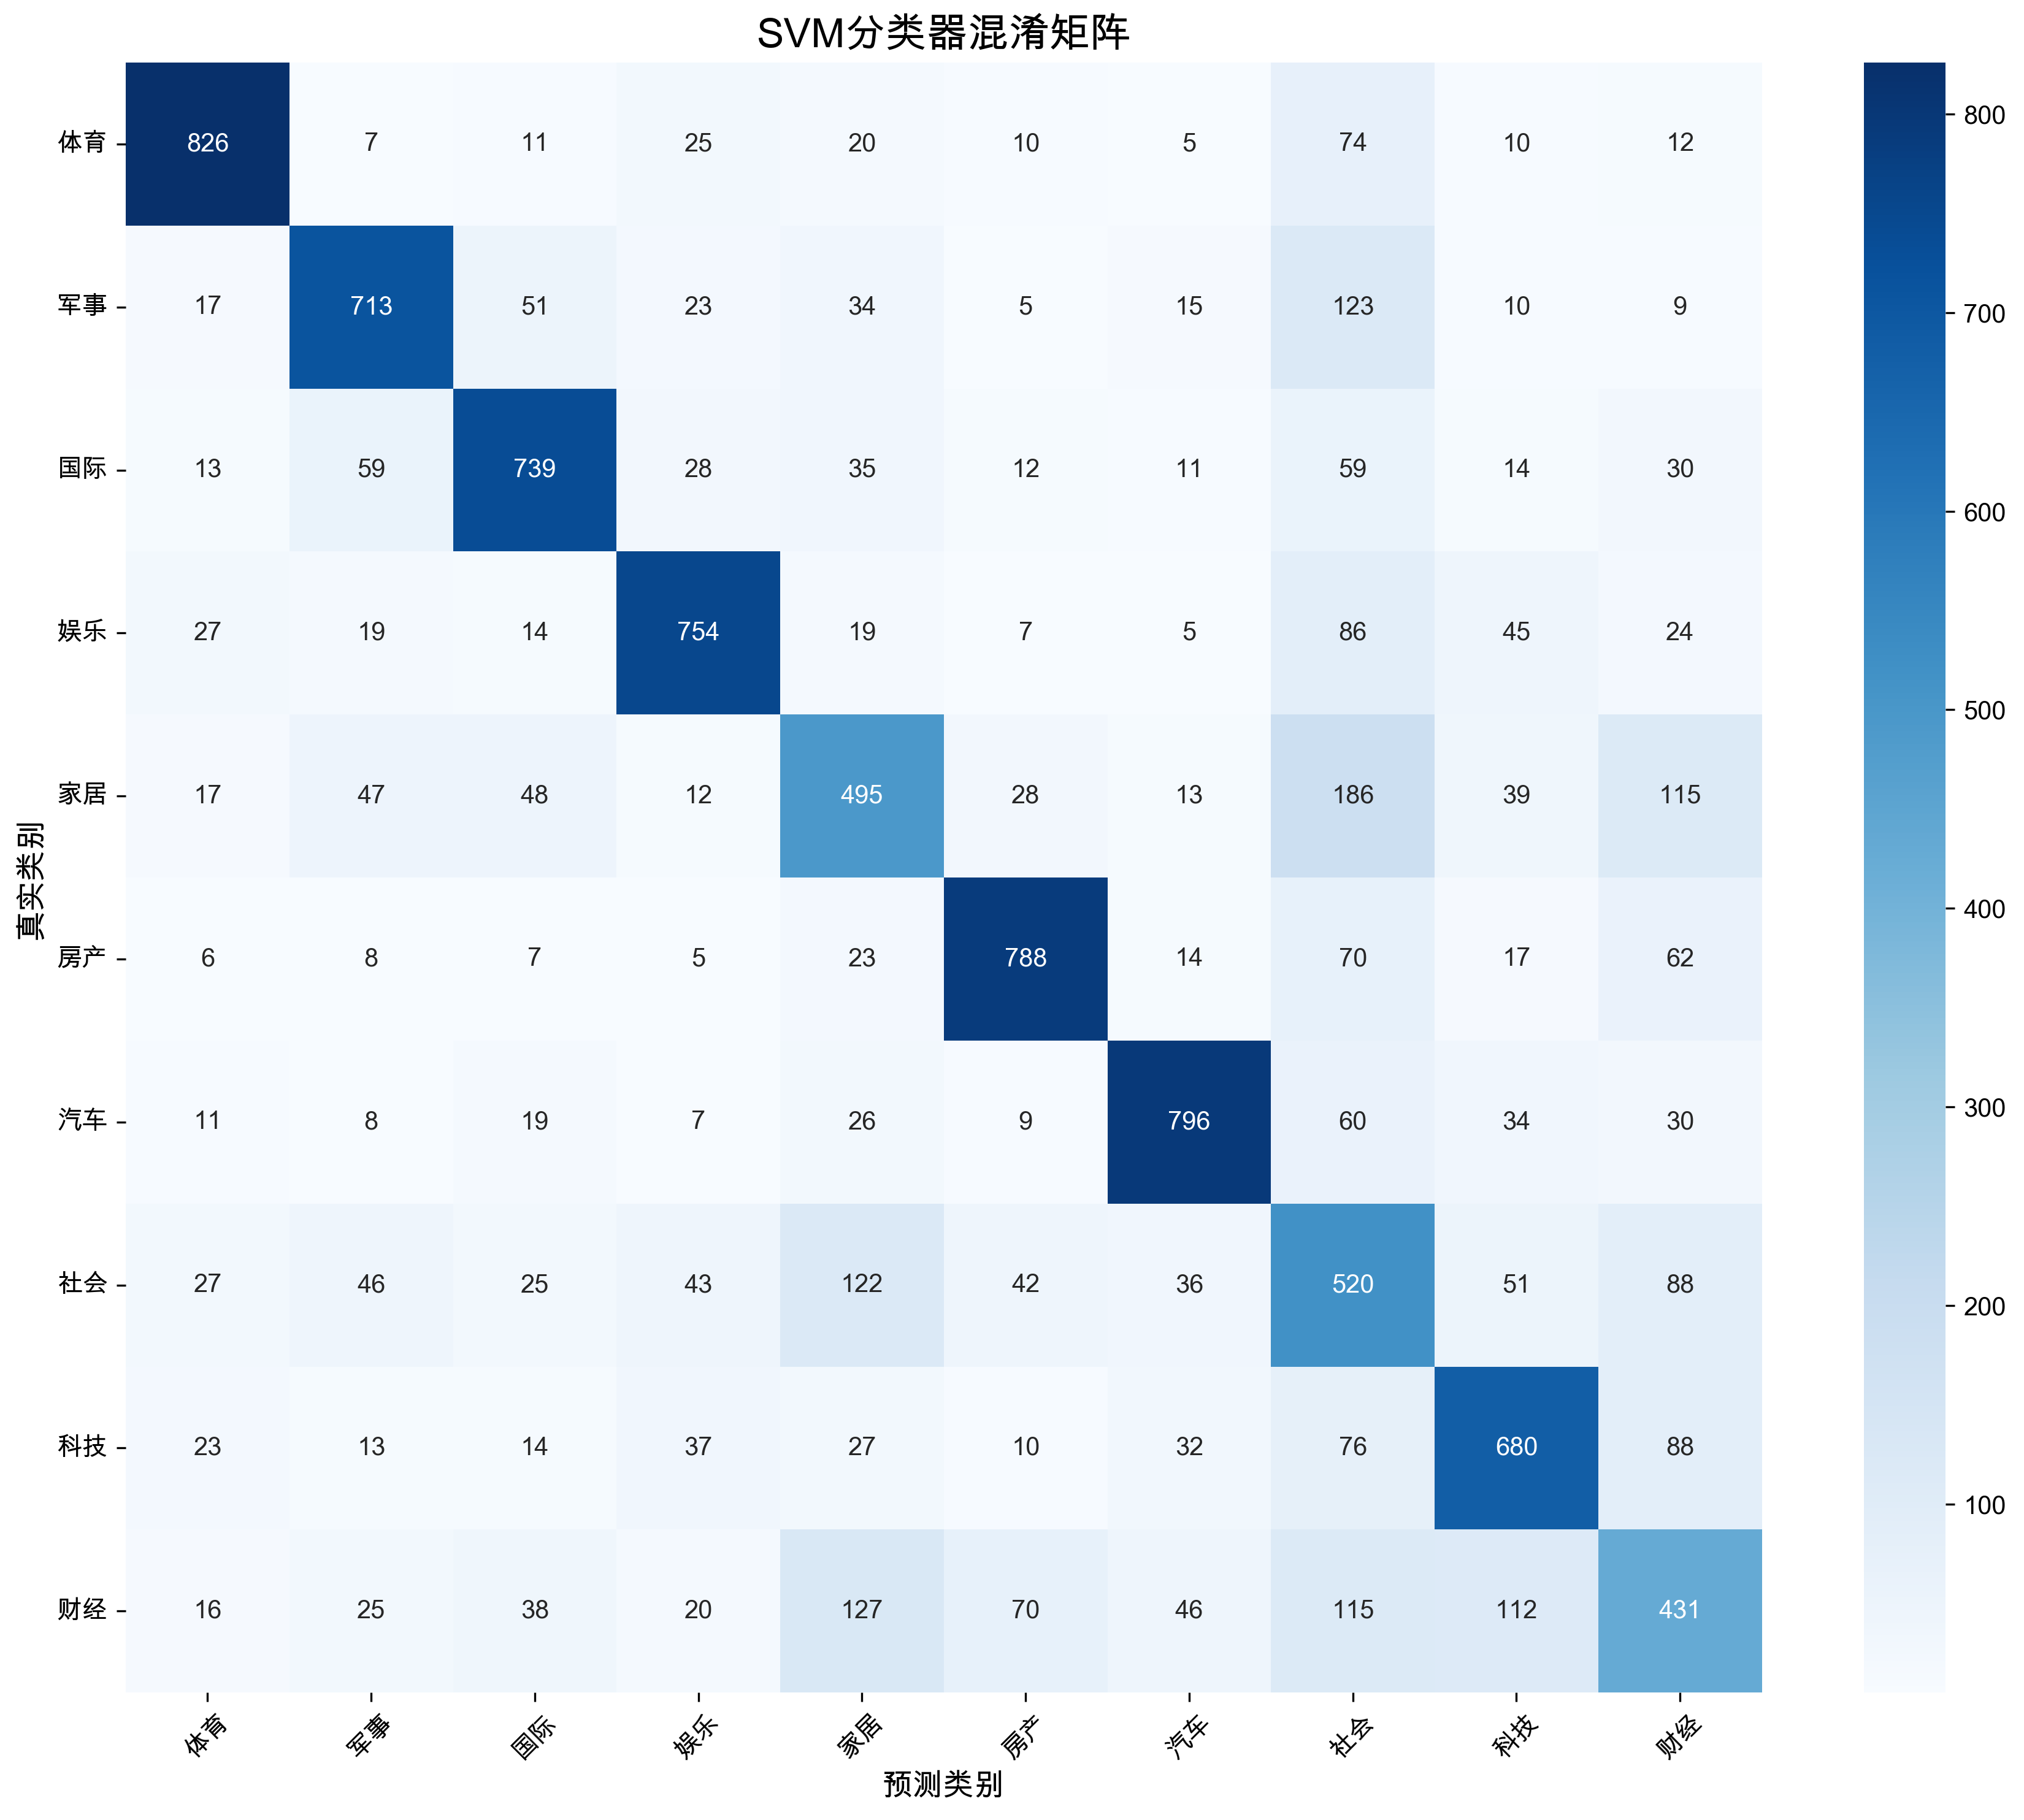 SVM分类器混淆矩阵
体育 826 7 11 25 20 10 5 74 10 12
军事 17 713 51 23 34 5 15 123 10 9
国际 13 59 739 28 35 12 11 59 14 30
娱乐 27 19 14 754 19 7 5 86 45 24
家居 17 47 48 12 495 28 13 186 39 115
房产 6 8 7 5 23 788 14 70 17 62
汽车 11 8 19 7 26 9 796 60 34 30
社会 27 46 25 43 122 42 36 520 51 88
科技 23 13 14 37 27 10 32 76 680 88
财经 16 25 38 20 127 70 46 115 112 431
体育 军事 国际 娱乐 家居 房产 汽车 社会 科技 财经
预测类别
真实类别
800
700
600
500
400
300
200
100